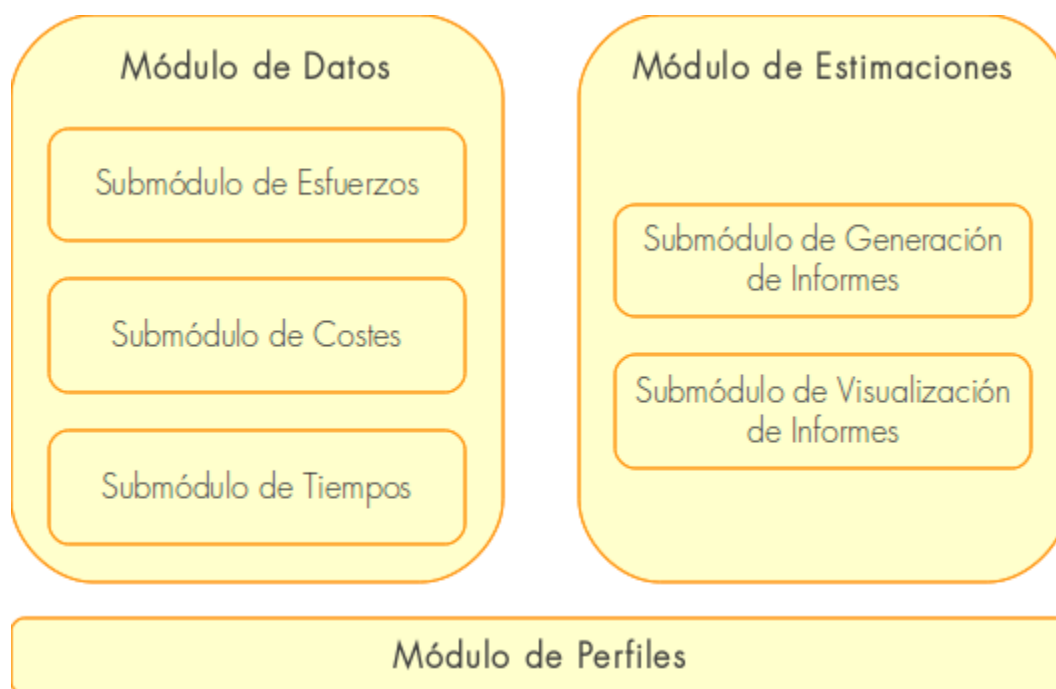 Módulo de Datos
Submódulo de Esfuerzos
Submódulo de Costes
Submódulo de Tiempos
Módulo de Estimaciones
Submódulo de Generación
de Informes
Submódulo de Visualización
de Informes
Módulo de Perfiles